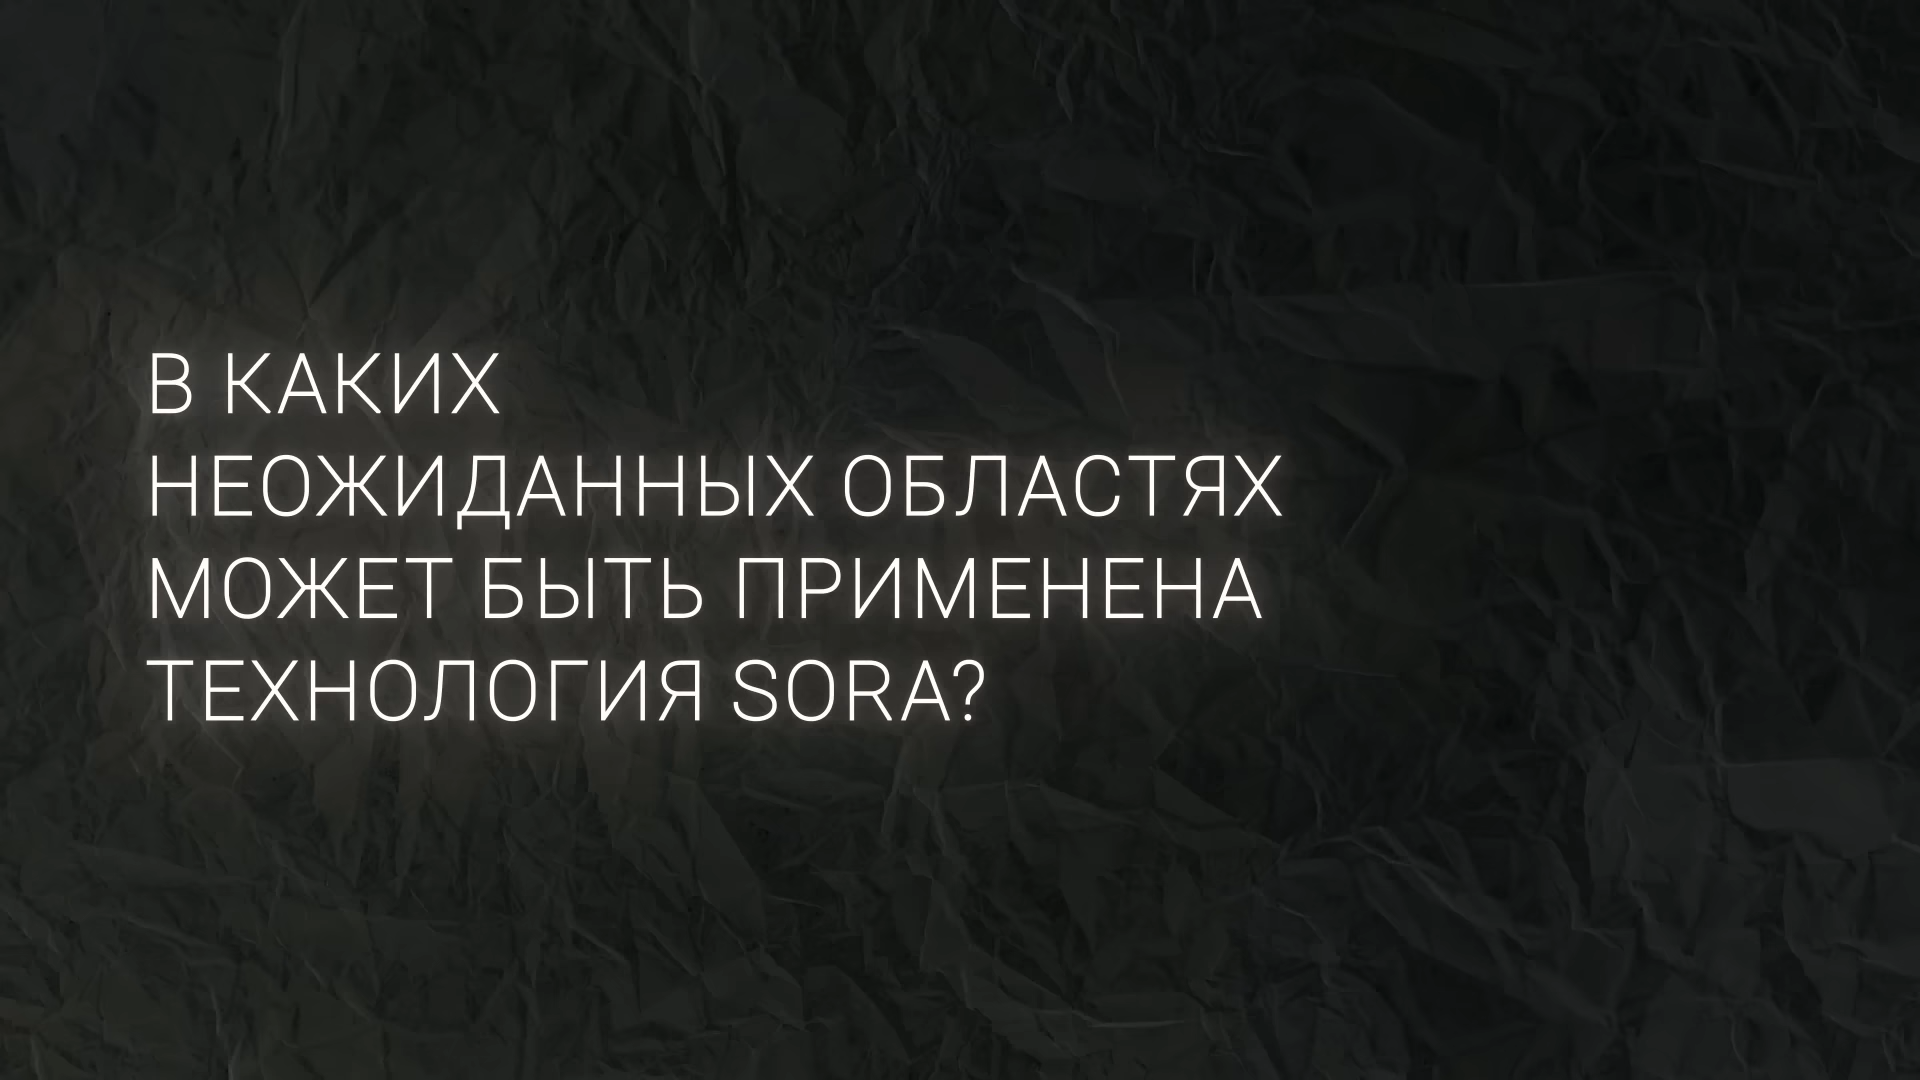 В КАКИХ
НЕОЖИДАННЫХ ОБЛАСТЯХ
МОЖЕТ БЫТЬ ПРИМЕНЕНА
ТЕХНОЛОГИЯ SORA?